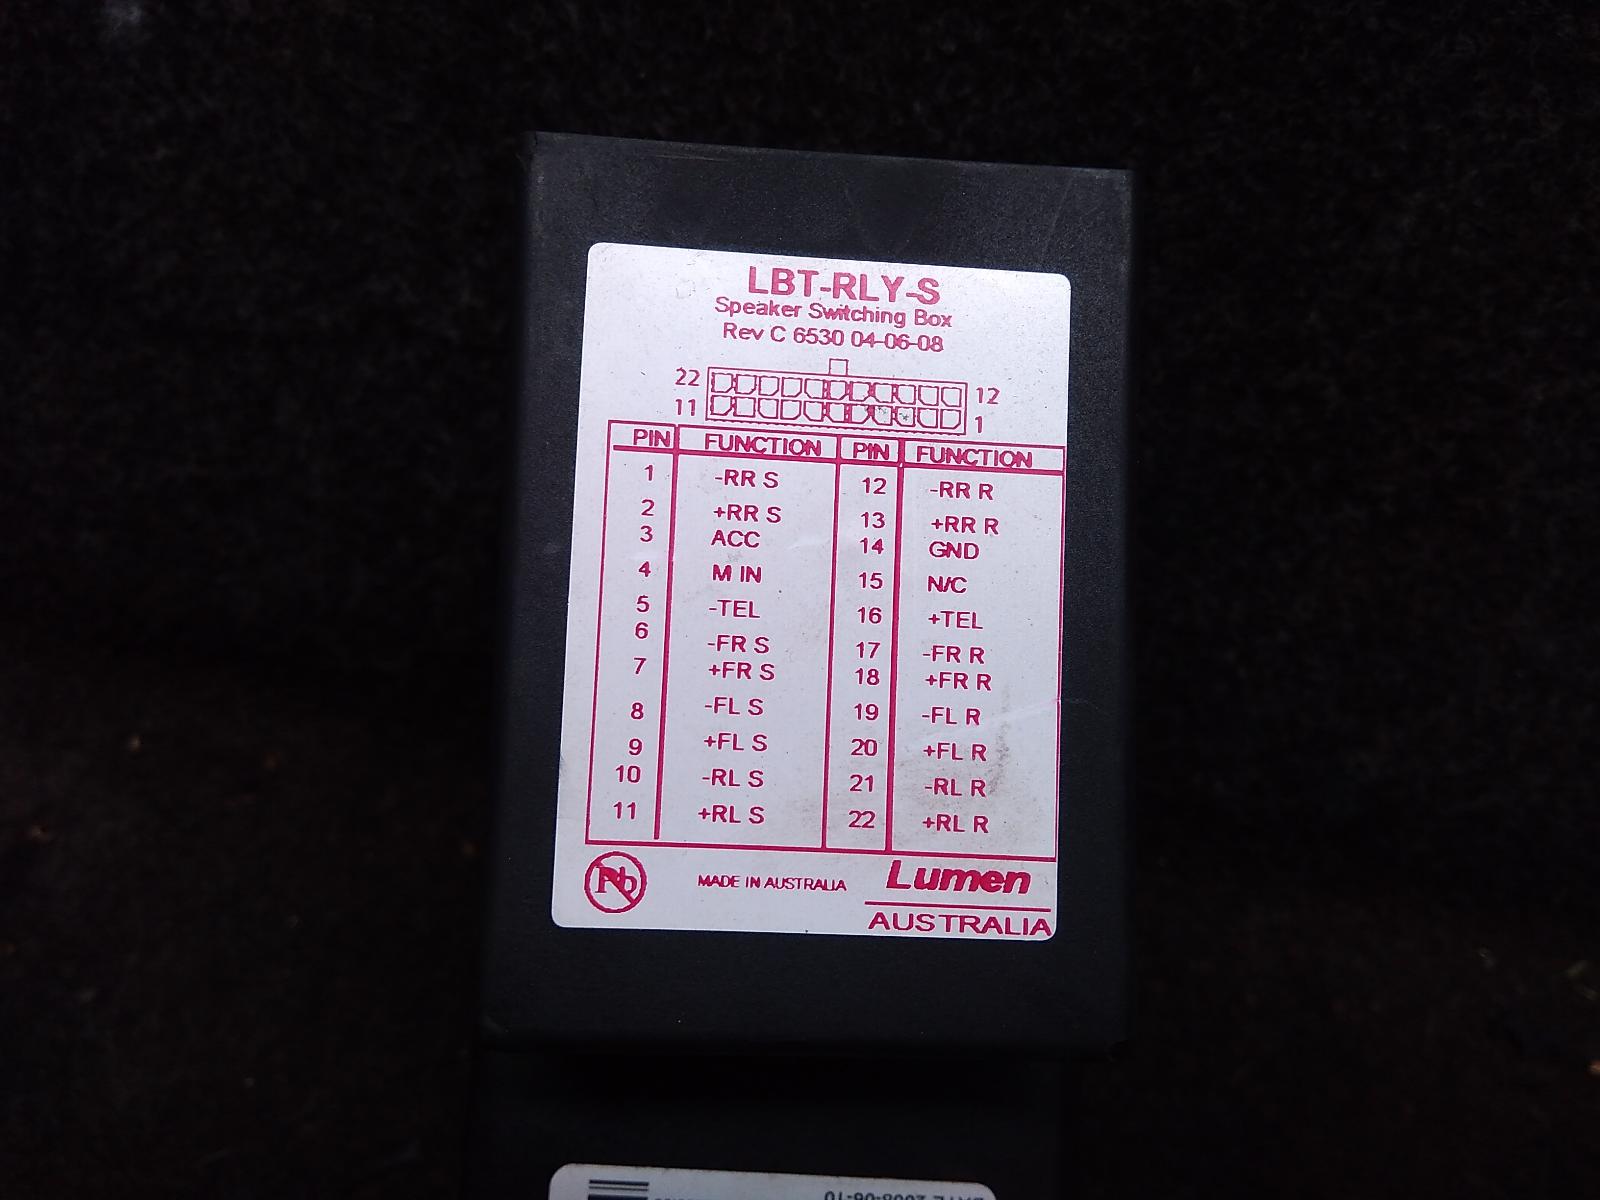 LBT-RLY-S
Speaker Switching Box
Rev C 6530 04-06-08
22 12
11 1
PIN FUNCTION PIN FUNCTION
1 -RR S 12 -RR R
2 +RR S 13 +RR R
3 ACC 14 GND
4 M IN 15 N/C
5 -TEL 16 +TEL
6 -FR S 17 -FR R
7 +FR S 18 +FR R
8 -FL S 19 -FL R
9 +FL S 20 +FL R
10 -RL S 21 -RL R
11 +RL S 22 +RL R
Pb MADE IN AUSTRALIA Lumen
AUSTRALIA